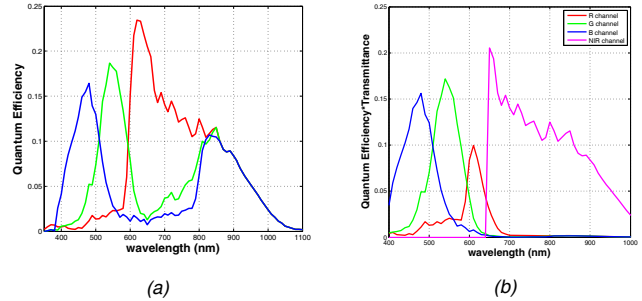 0.25
0.2
0.15
0.1
0.05
0
400 500 600 700 800 900 1000 1100
Quantum Efficiency
wavelength (nm)
(a)
0.25
0.2
0.15
0.1
0.05
0
400 500 600 700 800 900 1000
Quantum Efficiency*Transmittance
wavelength (nm)
R channel
G channel
B channel
NIR channel
(b)